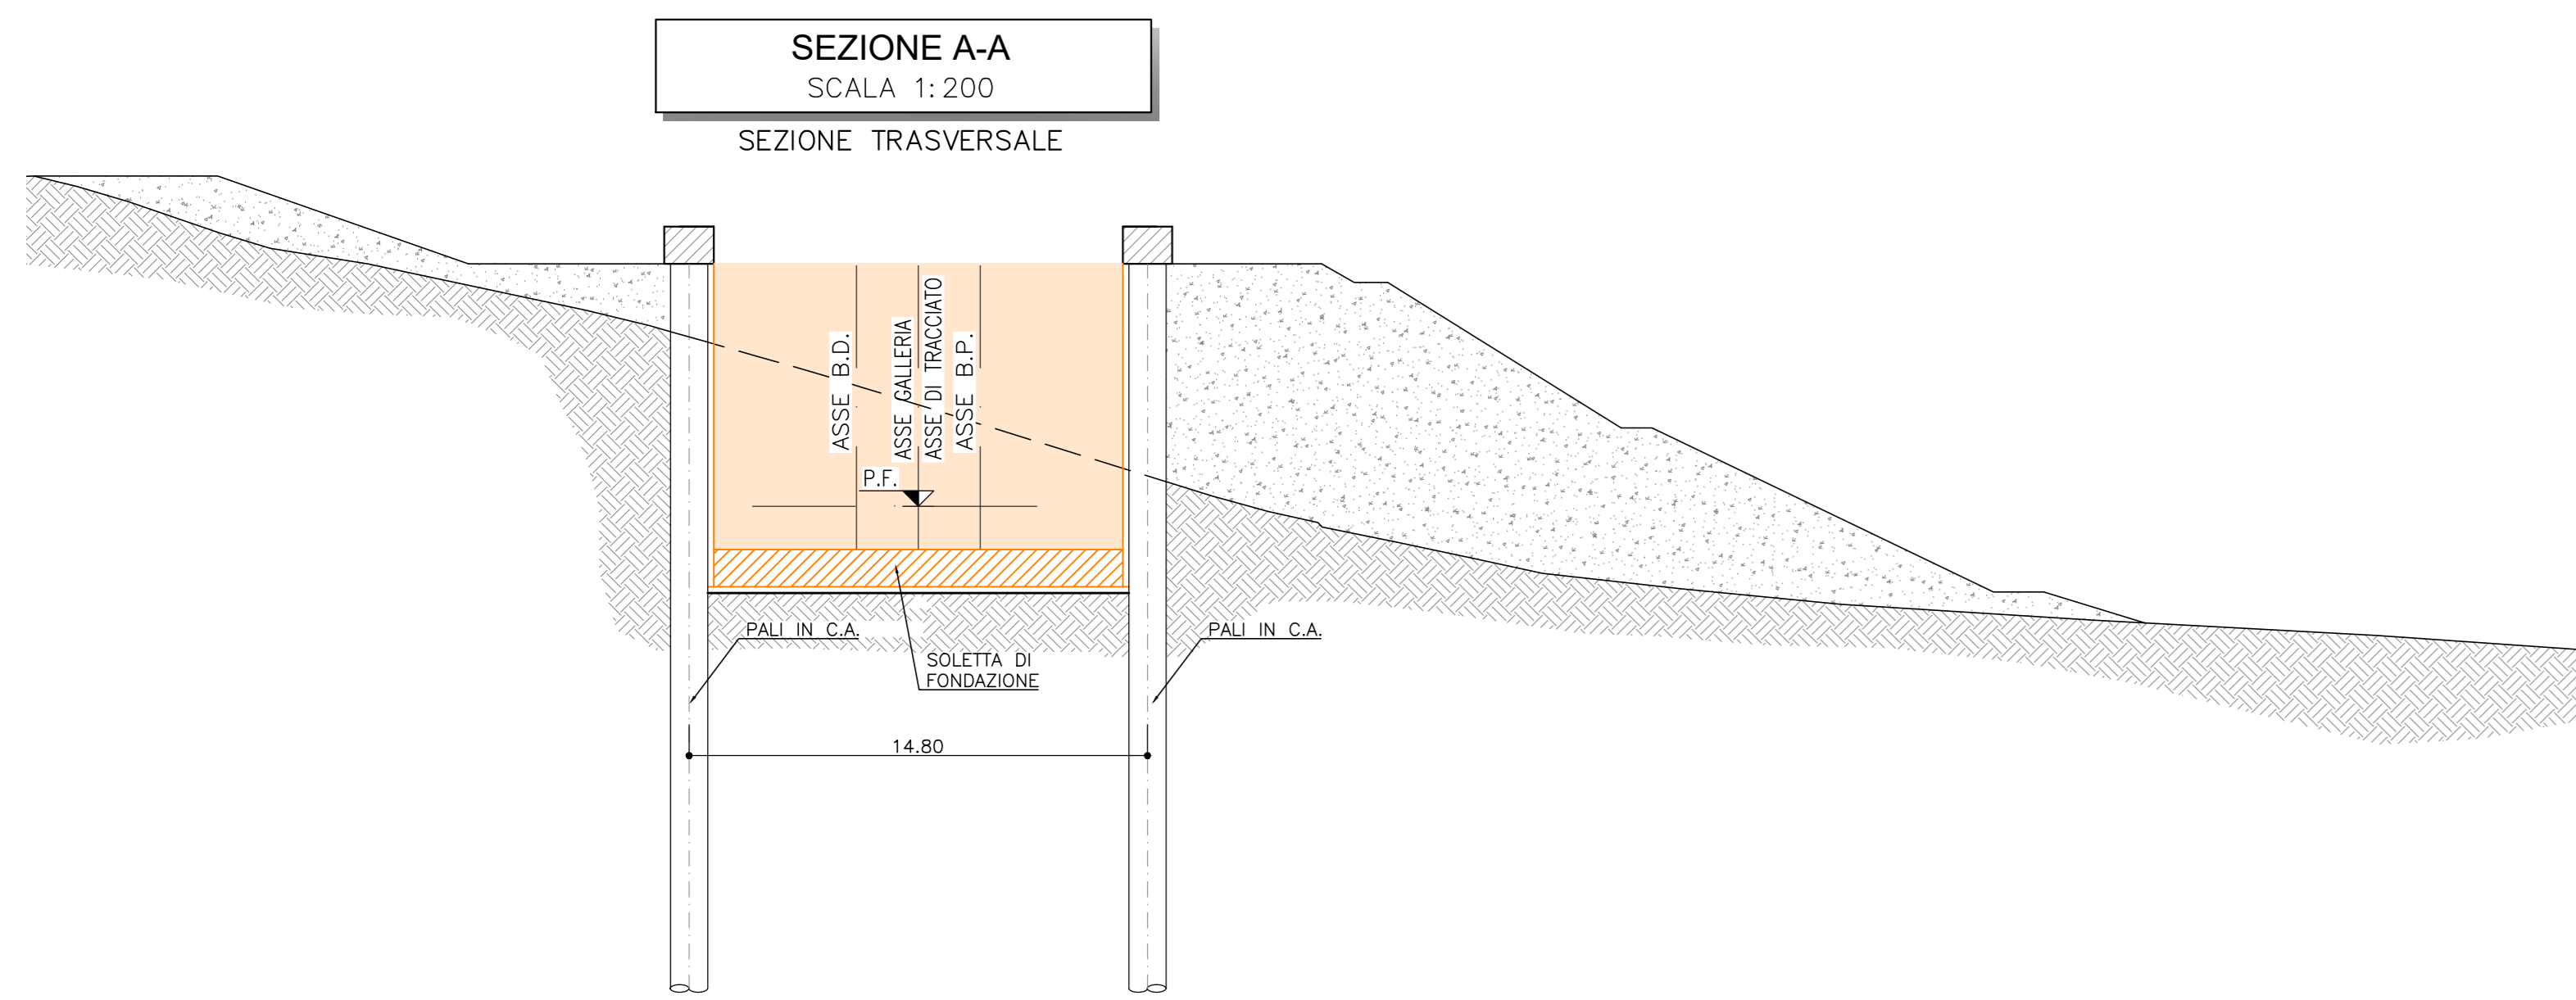 SEZIONE A-A
SCALA 1:200
SEZIONE TRASVERSALE
ASSE B.D.
ASSE GALLERIA
ASSE DI TRACCIATO
ASSE B.P.
P.F.
PALI IN C.A.
PALI IN C.A.
SOLETTA DI
FONDAZIONE
14.80